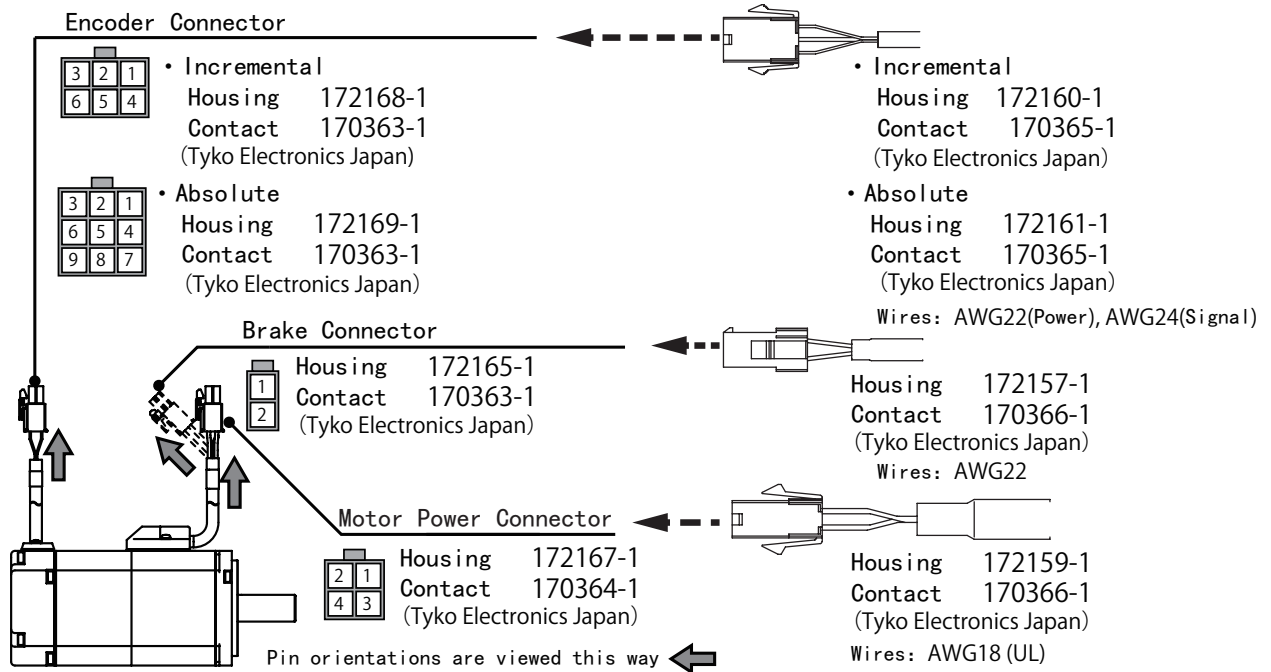 Encoder Connector
3 2 1
6 5 4
・Incremental
Housing 172168-1
Contact 170363-1
(Tyko Electronics Japan)
・Incremental
Housing 172160-1
Contact 170365-1
(Tyko Electronics Japan)
3 2 1
6 5 4
9 8 7
・Absolute
Housing 172169-1
Contact 170363-1
(Tyko Electronics Japan)
・Absolute
Housing 172161-1
Contact 170365-1
(Tyko Electronics Japan)
Wires: AWG22(Power), AWG24(Signal)
Brake Connector
1
2
Housing 172165-1
Contact 170363-1
(Tyko Electronics Japan)
Housing 172157-1
Contact 170366-1
(Tyko Electronics Japan)
Wires: AWG22
Motor Power Connector
2 1
4 3
Housing 172167-1
Contact 170364-1
(Tyko Electronics Japan)
Housing 172159-1
Contact 170366-1
(Tyko Electronics Japan)
Wires: AWG18 (UL)
Pin orientations are viewed this way